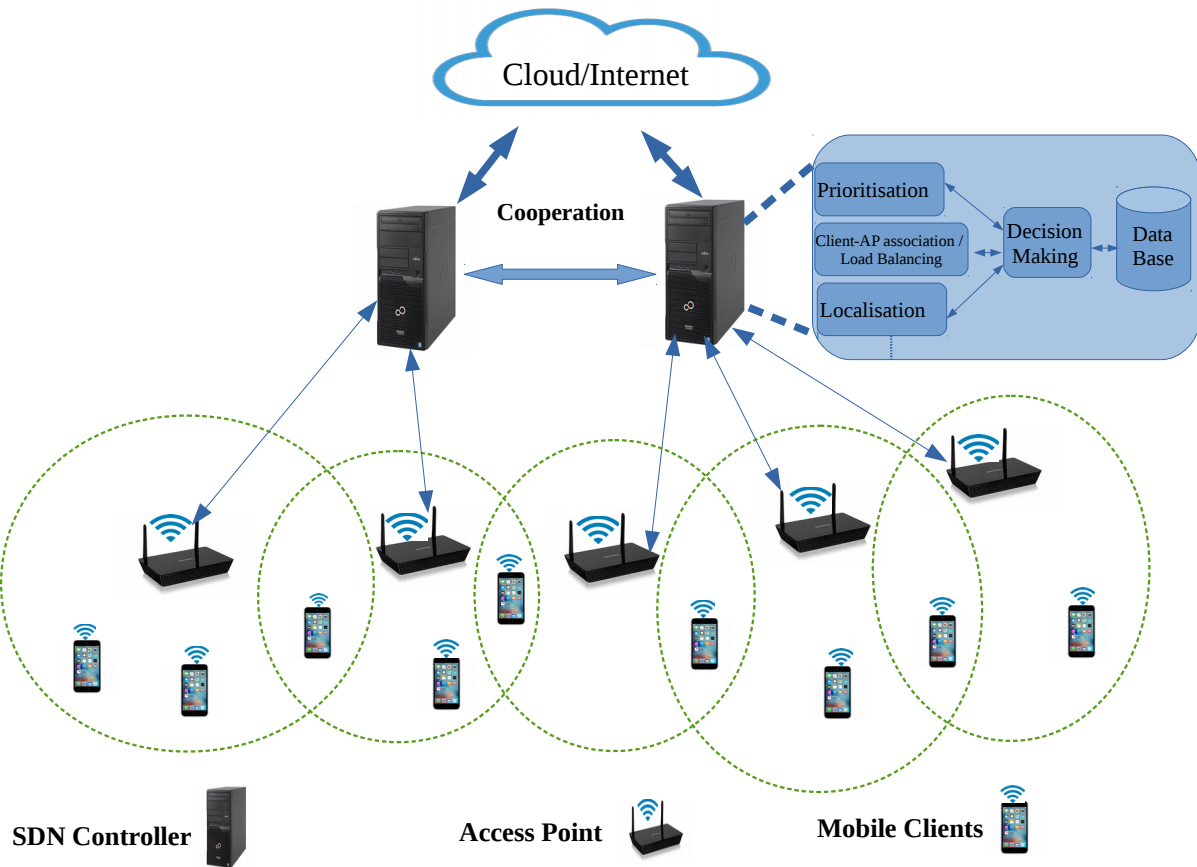 Cloud/Internet
Cooperation
Prioritisation
Client-AP association /
Load Balancing
Localisation
Decision
Making
Data
Base
SDN Controller
Access Point
Mobile Clients